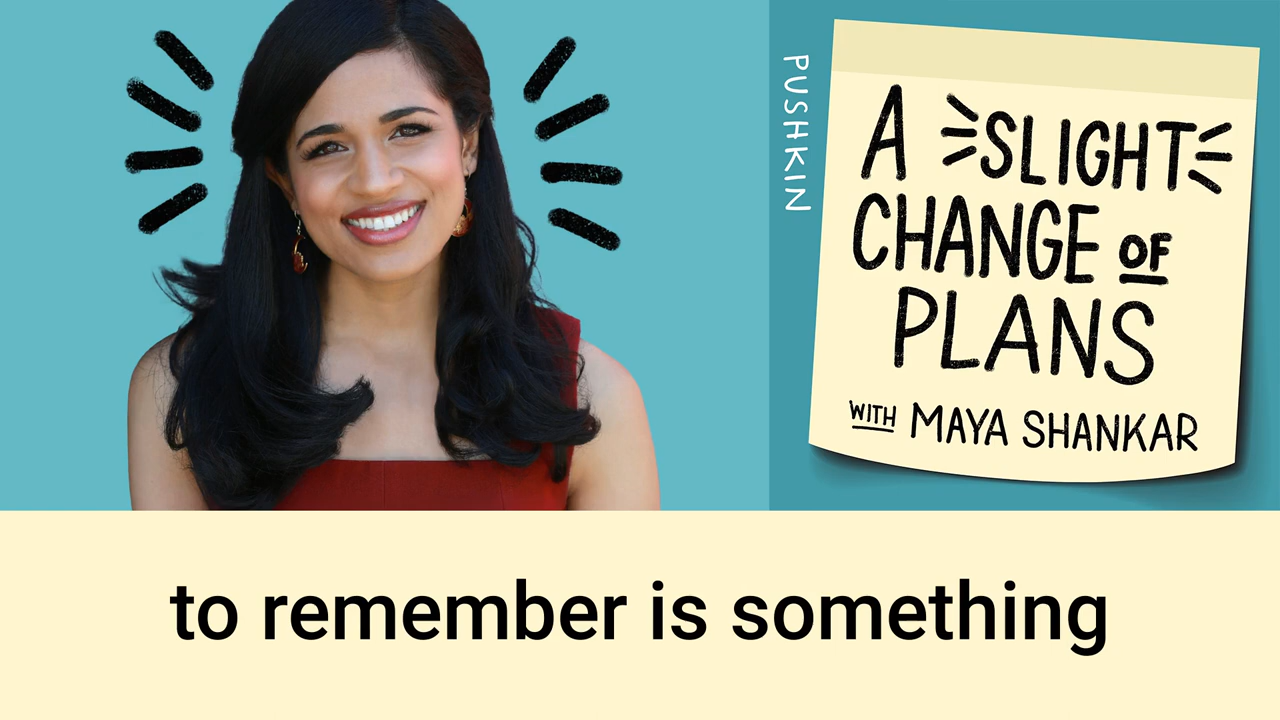 PUSHKIN
A SLIGHT
CHANGE OF
PLANS
WITH MAYA SHANKAR
to remember is something